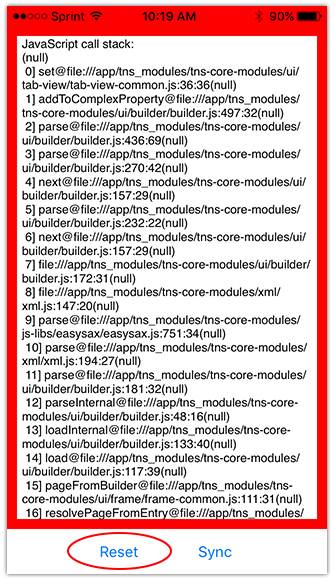 Sprint 10:19 AM 90%
JavaScript call stack:
(null)
0] set@file:///app/tns_modules/tns-core-modules/ui/
tab-view/tab-view-common.js:36:36(null)
1] addToComplexProperty@file:///app/tns_modules/
tns-core-modules/ui/builder/builder.js:497:32(null)
2] parse@file:///app/tns_modules/tns-core-modules/
ui/builder/builder.js:436:69(null)
3] parse@file:///app/tns_modules/tns-core-modules/
ui/builder/builder.js:270:42(null)
4] next@file:///app/tns_modules/tns-core-modules/ui/
builder/builder.js:157:29(null)
5] parse@file:///app/tns_modules/tns-core-modules/
ui/builder/builder.js:232:22(null)
6] next@file:///app/tns_modules/tns-core-modules/ui/
builder/builder.js:157:29(null)
7] file:///app/tns_modules/tns-core-modules/ui/builder/
builder.js:172:31(null)
8] file:///app/tns_modules/tns-core-modules/xml/
xml.js:147:20(null)
9] parse@file:///app/tns_modules/tns-core-modules/
js-libs/easysax/easysax.js:751:34(null)
10] parse@file:///app/tns_modules/tns-core-modules/
xml/xml.js:194:27(null)
11] parse@file:///app/tns_modules/tns-core-modules/
ui/builder/builder.js:181:32(null)
12] parseInternal@file:///app/tns_modules/tns-core-
modules/ui/builder/builder.js:48:16(null)
13] loadInternal@file:///app/tns_modules/tns-core-
modules/ui/builder/builder.js:133:40(null)
14] load@file:///app/tns_modules/tns-core-modules/
ui/builder/builder.js:117:39(null)
15] pageFromBuilder@file:///app/tns_modules/tns-
core-modules/ui/frame/frame-common.js:111:31(null)
16] resolvePageFromEntry@file:///app/tns_modules/
Reset Sync